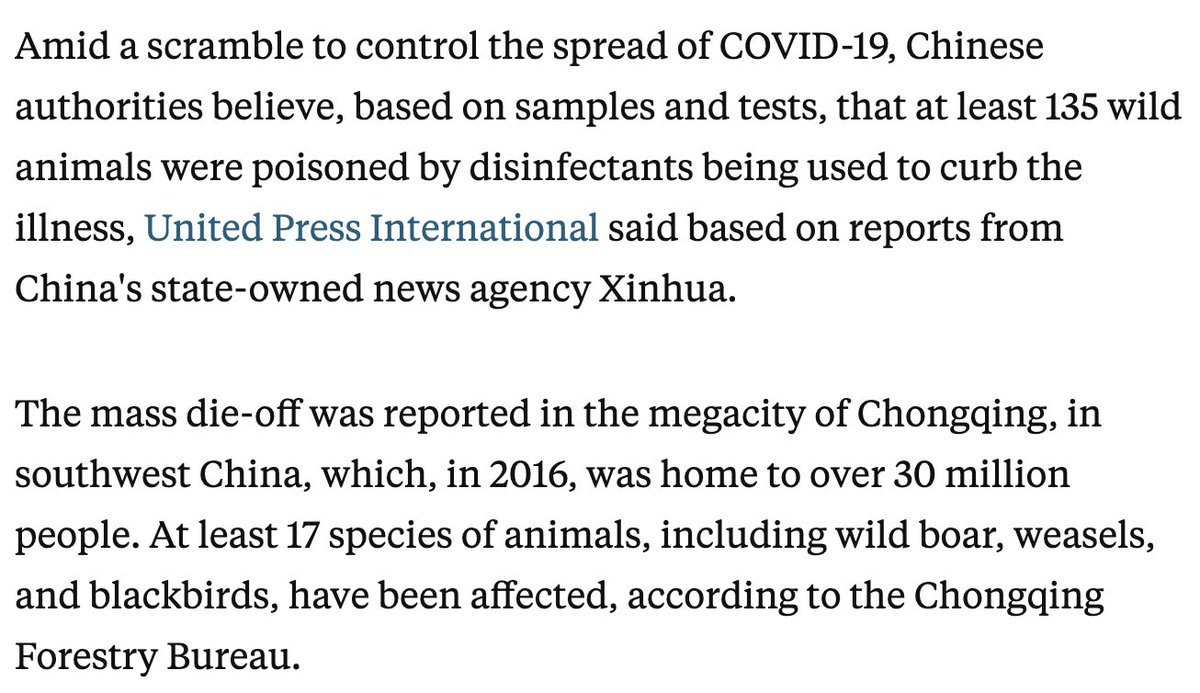 Amid a scramble to control the spread of COVID-19, Chinese
authorities believe, based on samples and tests, that at least 135 wild
animals were poisoned by disinfectants being used to curb the
illness, United Press International said based on reports from
China's state-owned news agency Xinhua.
The mass die-off was reported in the megacity of Chongqing, in
southwest China, which, in 2016, was home to over 30 million
people. At least 17 species of animals, including wild boar, weasels,
and blackbirds, have been affected, according to the Chongqing
Forestry Bureau.